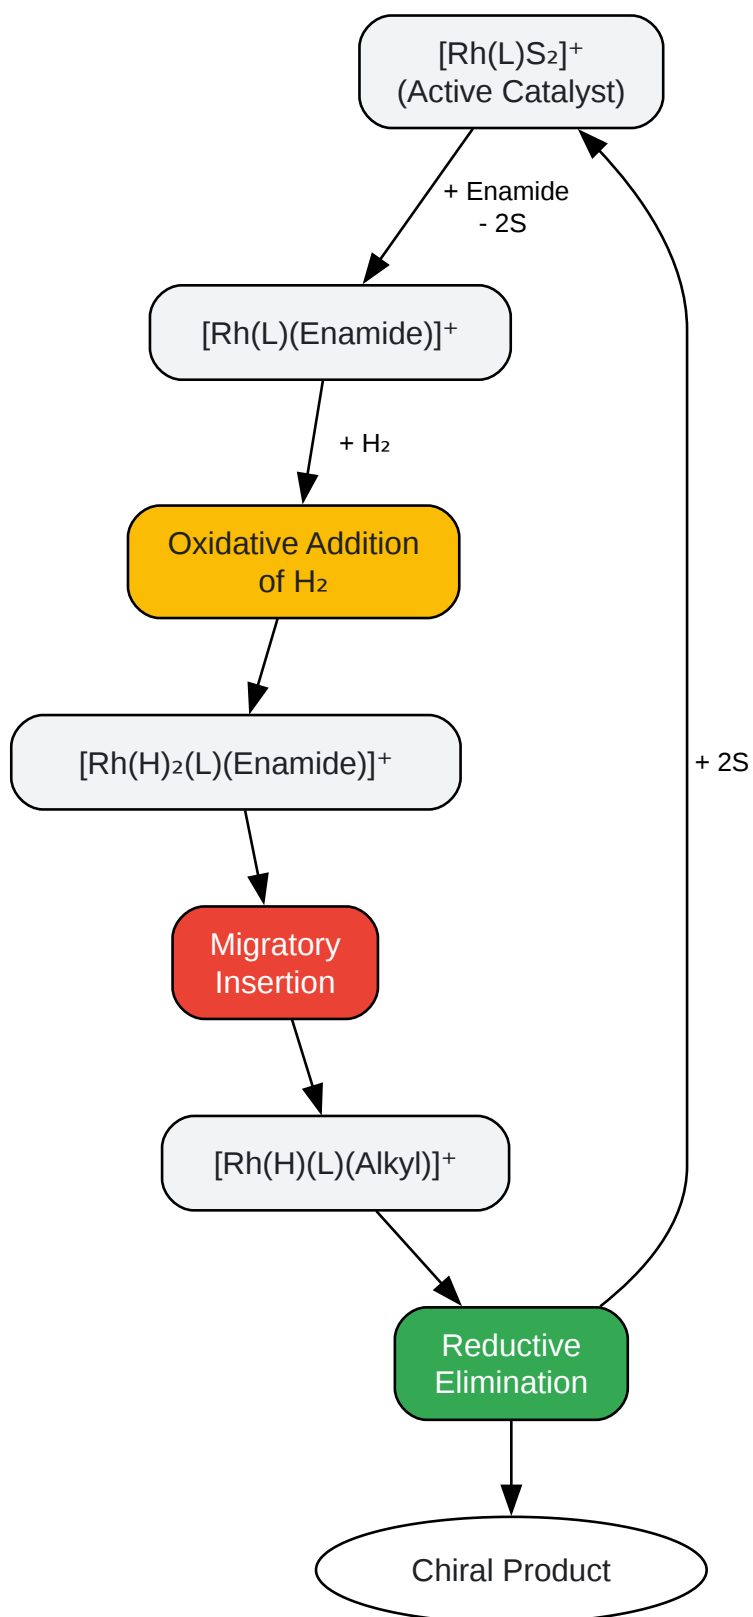 [Rh(L)S₂]⁺
(Active Catalyst)
+ Enamide
- 2S
[Rh(L)(Enamide)]⁺
+ H₂
Oxidative Addition
of H₂
[Rh(H)₂(L)(Enamide)]⁺
+ 2S
Migratory
Insertion
[Rh(H)(L)(Alkyl)]⁺
Reductive
Elimination
Chiral Product